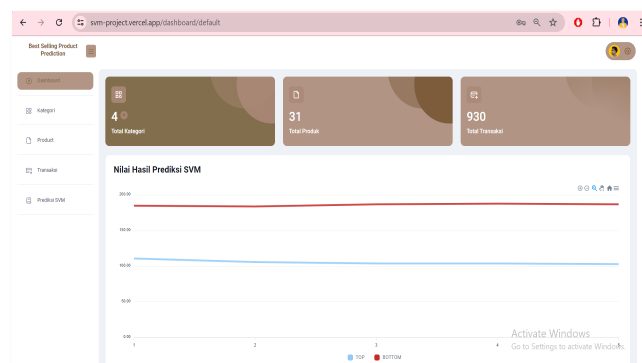 svm-project.vercel.app/dashboard/default
Best Selling Product
Prediction
Dashboard
Kategori
Product
Transaksi
Prediksi SVM
4
Total Kategori
31
Total Produk
930
Total Transaksi
Nilai Hasil Prediksi SVM
200.00
150.00
100.00
50.00
0.00
1 2 3 4 5
TOP BOTTOM
Activate Windows
Go to Settings to activate Windows.